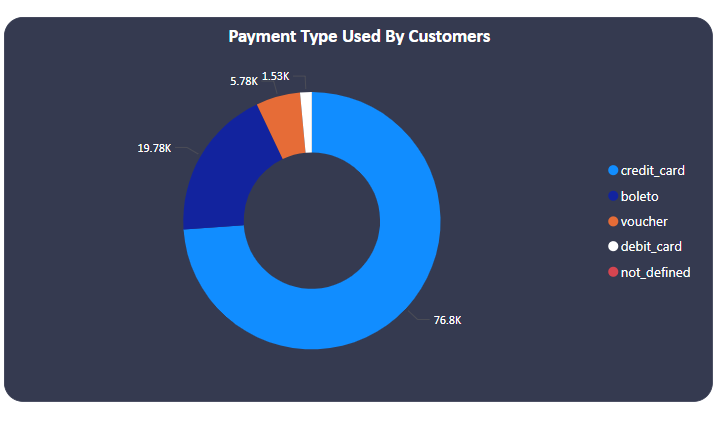 Payment Type Used By Customers
1.53K
5.78K
19.78K
76.8K
credit_card
boleto
voucher
debit_card
not_defined